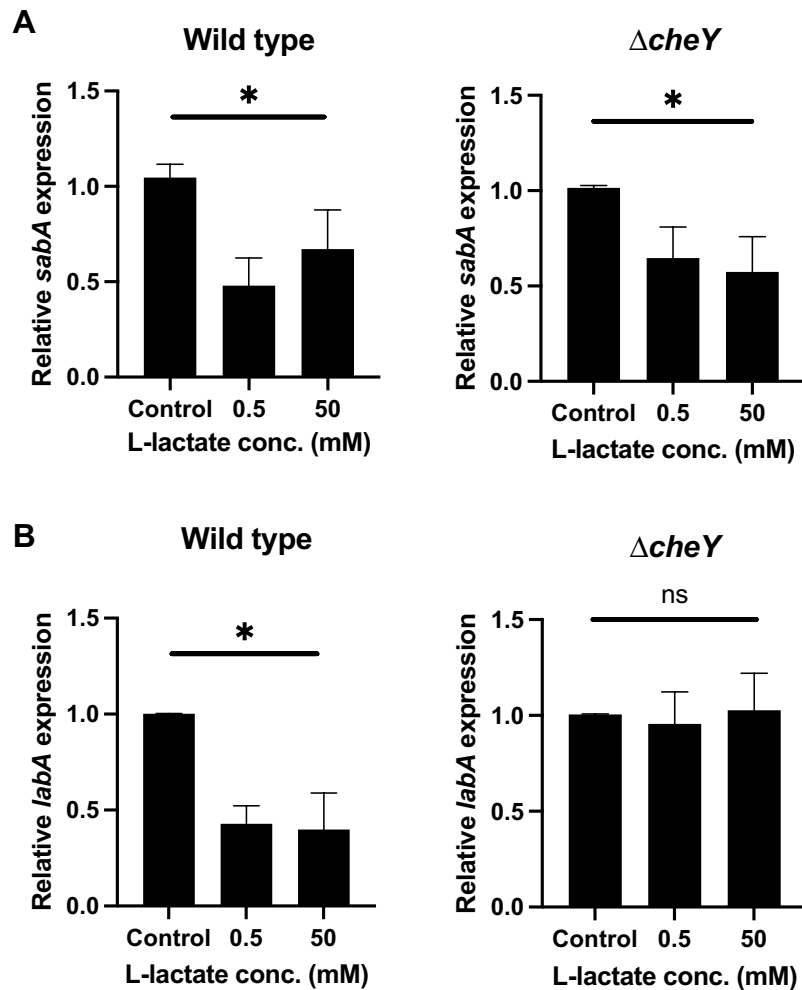 A
Wild type
1.5
1.0
0.5
0.0
Relative sabA expression
*
Control 0.5 50
L-lactate conc. (mM)
ΔcheY
1.5
1.0
0.5
0.0
Relative sabA expression
*
Control 0.5 50
L-lactate conc. (mM)
B
Wild type
1.5
1.0
0.5
0.0
Relative labA expression
*
Control 0.5 50
L-lactate conc. (mM)
ΔcheY
1.5
1.0
0.5
0.0
Relative labA expression
ns
Control 0.5 50
L-lactate conc. (mM)